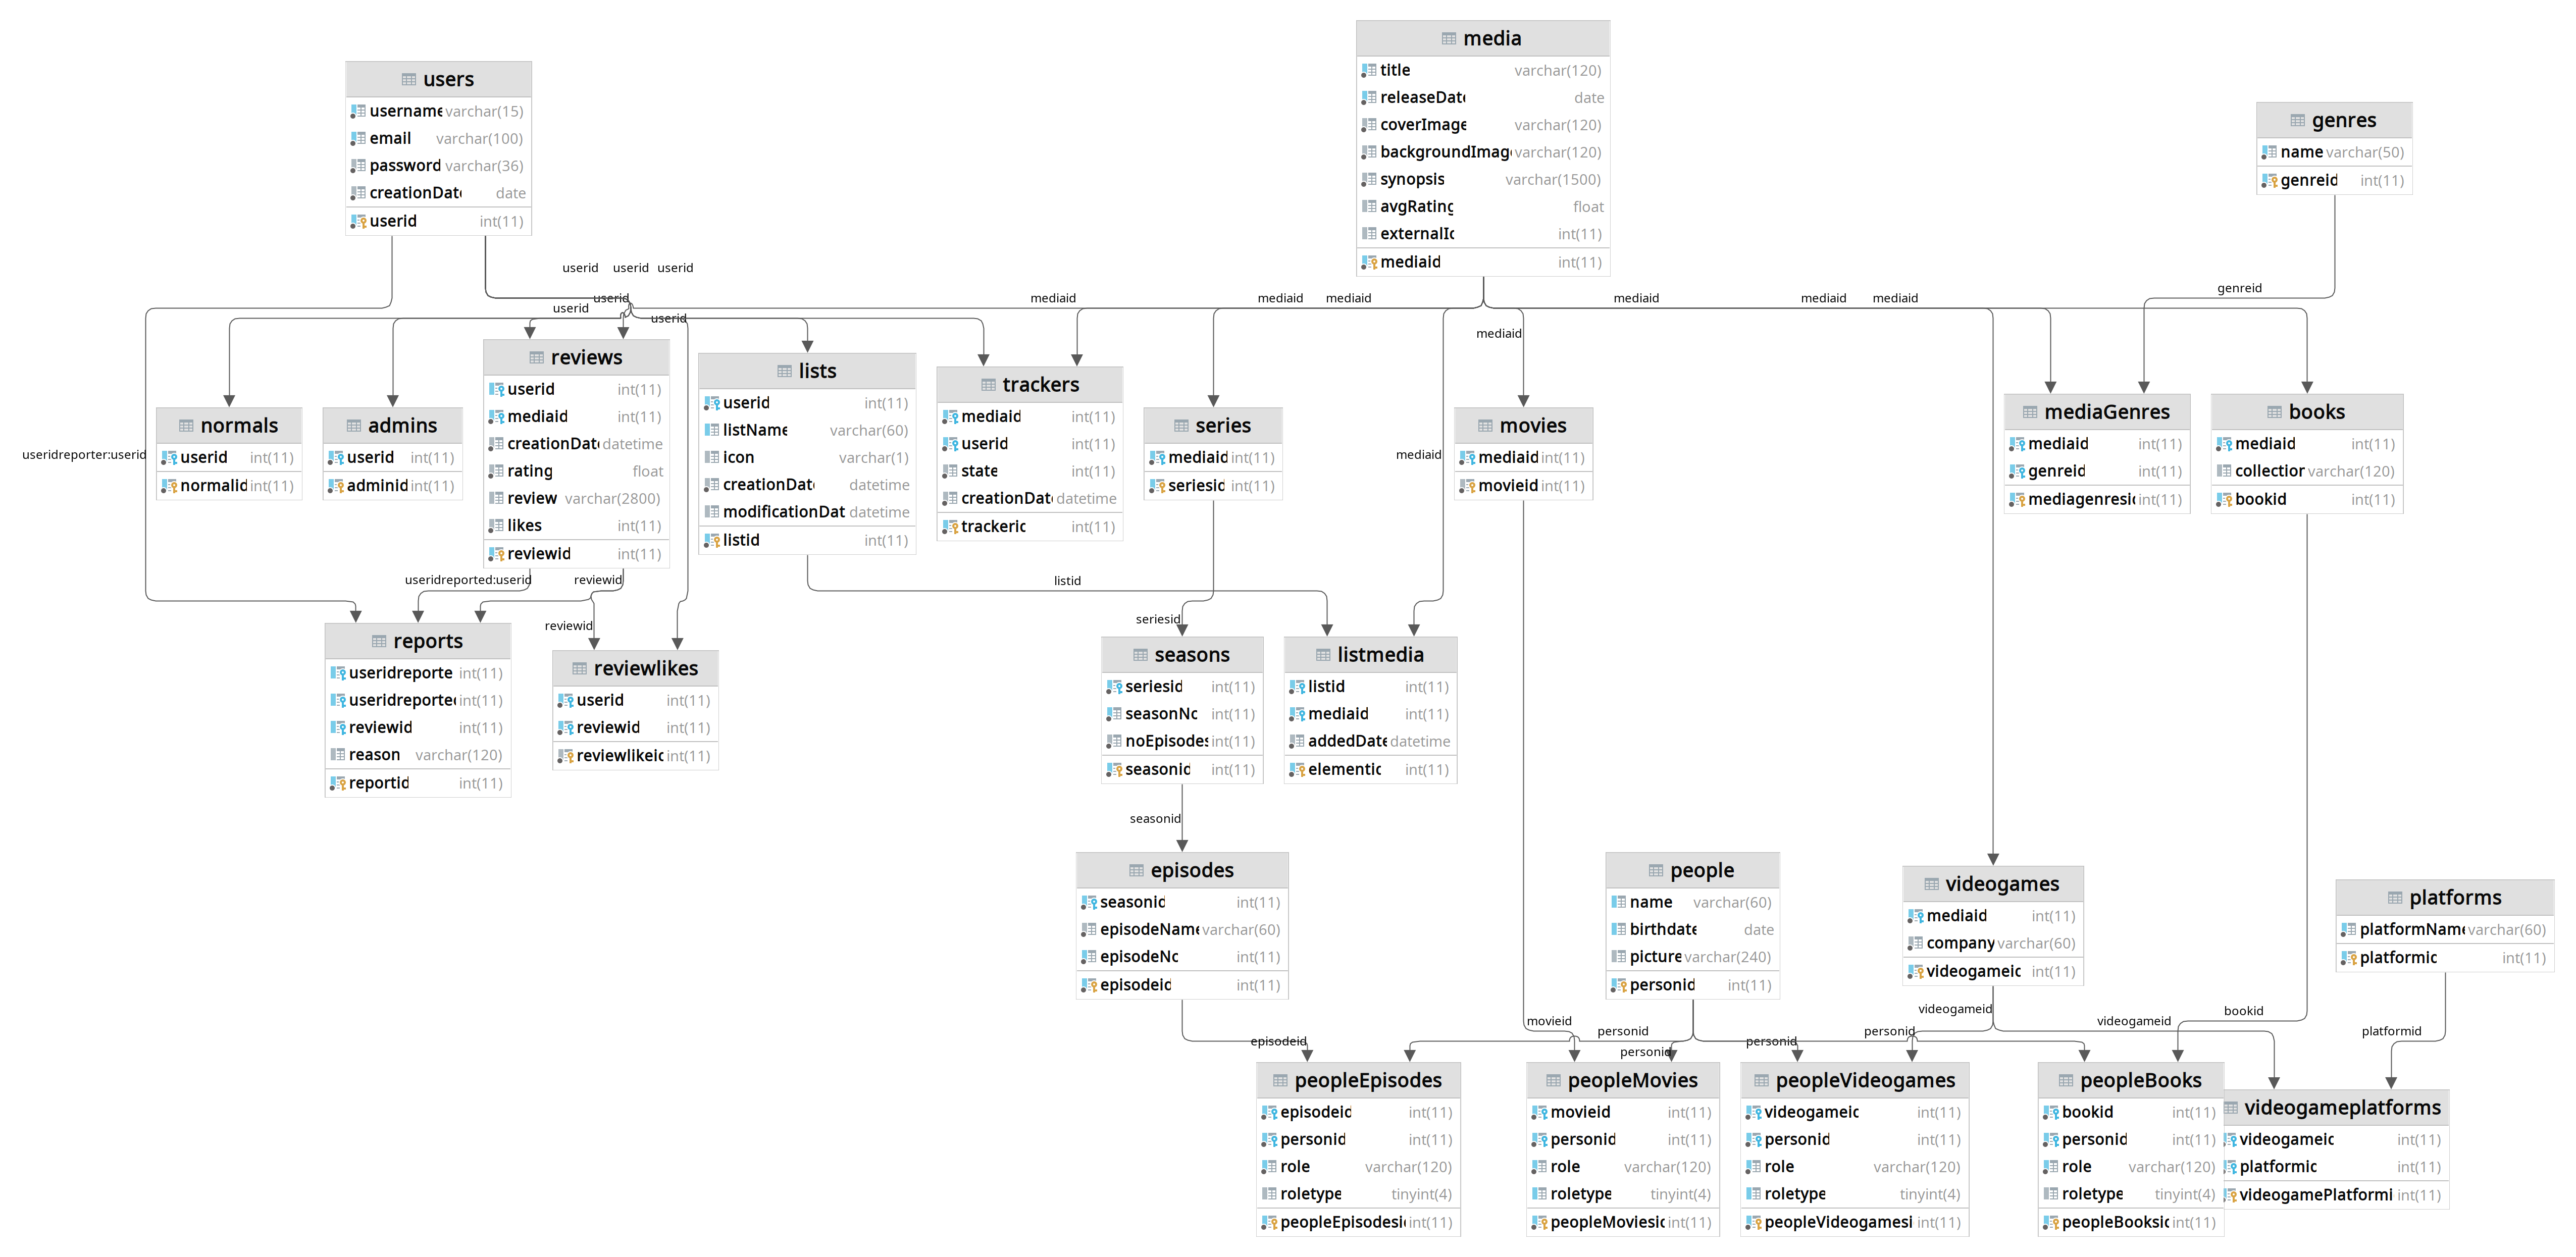 media
title varchar(120)
releaseDat date
coverImage varchar(120)
backgroundImag varchar(120)
synopsis varchar(1500)
avgRating float
externalId int(11)
mediaid int(11)
users
username varchar(15)
email varchar(100)
password varchar(36)
creationDat date
userid int(11)
genres
name varchar(50)
genreid int(11)
userid userid userid
userid
userid
userid
mediaid mediaid mediaid mediaid mediaid mediaid
mediaid
genreid
useridreporter:userid
mediaid
normals
userid int(11)
normalid int(11)
admins
userid int(11)
adminid int(11)
reviews
userid int(11)
mediaid int(11)
creationDat datetime
rating float
review varchar(2800)
likes int(11)
reviewid int(11)
lists
userid int(11)
listName varchar(60)
icon varchar(1)
creationDat datetime
modificationDat datetime
listid int(11)
trackers
mediaid int(11)
userid int(11)
state int(11)
creationDat datetime
trackeric int(11)
series
mediaid int(11)
seriesid int(11)
movies
mediaid int(11)
movieid int(11)
mediaGenres
mediaid int(11)
genreid int(11)
mediagenresic int(11)
books
mediaid int(11)
collection varchar(120)
bookid int(11)
useridreported:userid
reviewid
reviewid
listid
seriesid
reports
useridreporte int(11)
useridreported int(11)
reviewid int(11)
reason varchar(120)
reportid int(11)
reviewlikes
userid int(11)
reviewid int(11)
reviewlikeic int(11)
seasons
seriesid int(11)
seasonNo int(11)
noEpisodes int(11)
seasonid int(11)
listmedia
listid int(11)
mediaid int(11)
addedDate datetime
elementic int(11)
seasonid
episodes
seasonid int(11)
episodeName varchar(60)
episodeNo int(11)
episodeid int(11)
people
name varchar(60)
birthdate date
picture varchar(240)
personid int(11)
videogames
mediaid int(11)
company varchar(60)
videogameic int(11)
platforms
platformName varchar(60)
platformic int(11)
episodeid
movieid
personid
personid
personid
personid
videogameid
videogameid
bookid
platformid
peopleEpisodes
episodeid int(11)
personid int(11)
role varchar(120)
roletype tinyint(4)
peopleEpisodesi int(11)
peopleMovies
movieid int(11)
personid int(11)
role varchar(120)
roletype tinyint(4)
peopleMoviesic int(11)
peopleVideogames
videogameic int(11)
personid int(11)
role varchar(120)
roletype tinyint(4)
peopleVideogamesi int(11)
peopleBooks
bookid int(11)
personid int(11)
role varchar(120)
roletype tinyint(4)
peopleBooksic int(11)
videogameplatforms
videogameic int(11)
platformic int(11)
videogamePlatformi int(11)